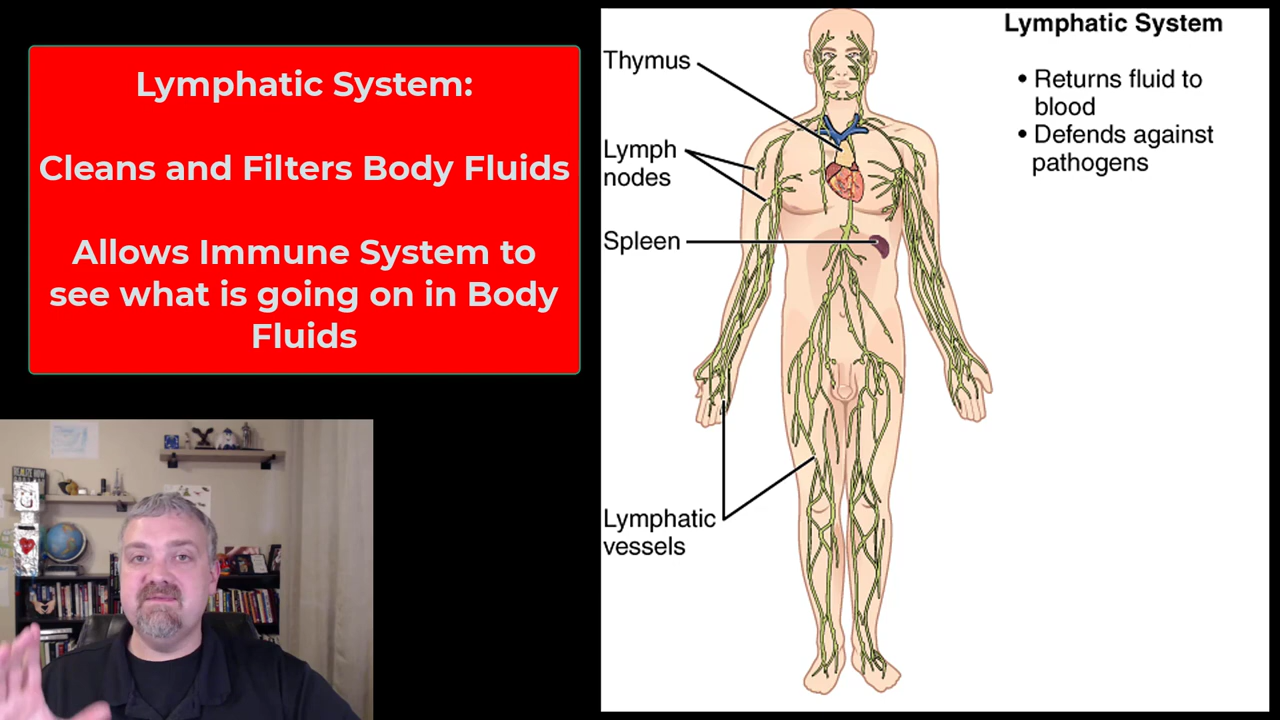 Lymphatic System:
Cleans and Filters Body Fluids
Allows Immune System to
see what is going on in Body
Fluids
Thymus
Lymph
nodes
Spleen
Lymphatic
vessels
Lymphatic System
• Returns fluid to
blood
• Defends against
pathogens